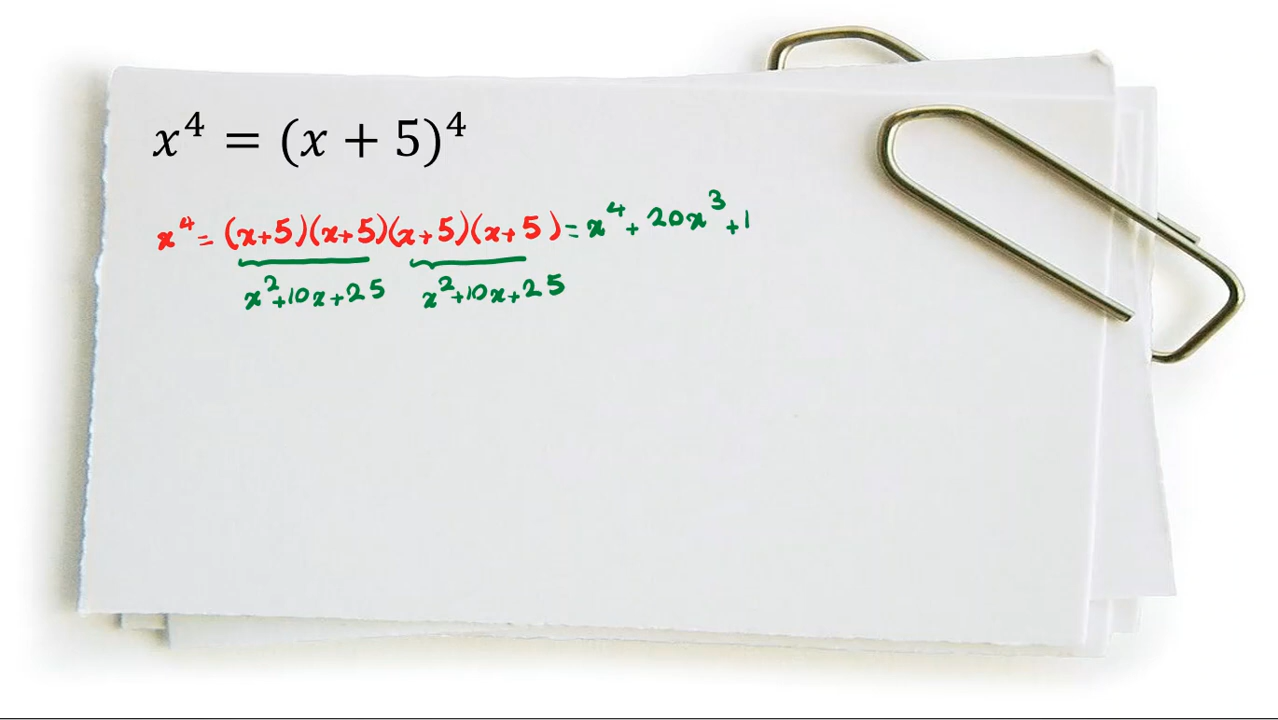 x⁴ = (x + 5)⁴
x⁴ = (x+5)(x+5)(x+5)(x+5) = x⁴ + 20x³ + 1
x²+10x+25 x²+10x+25